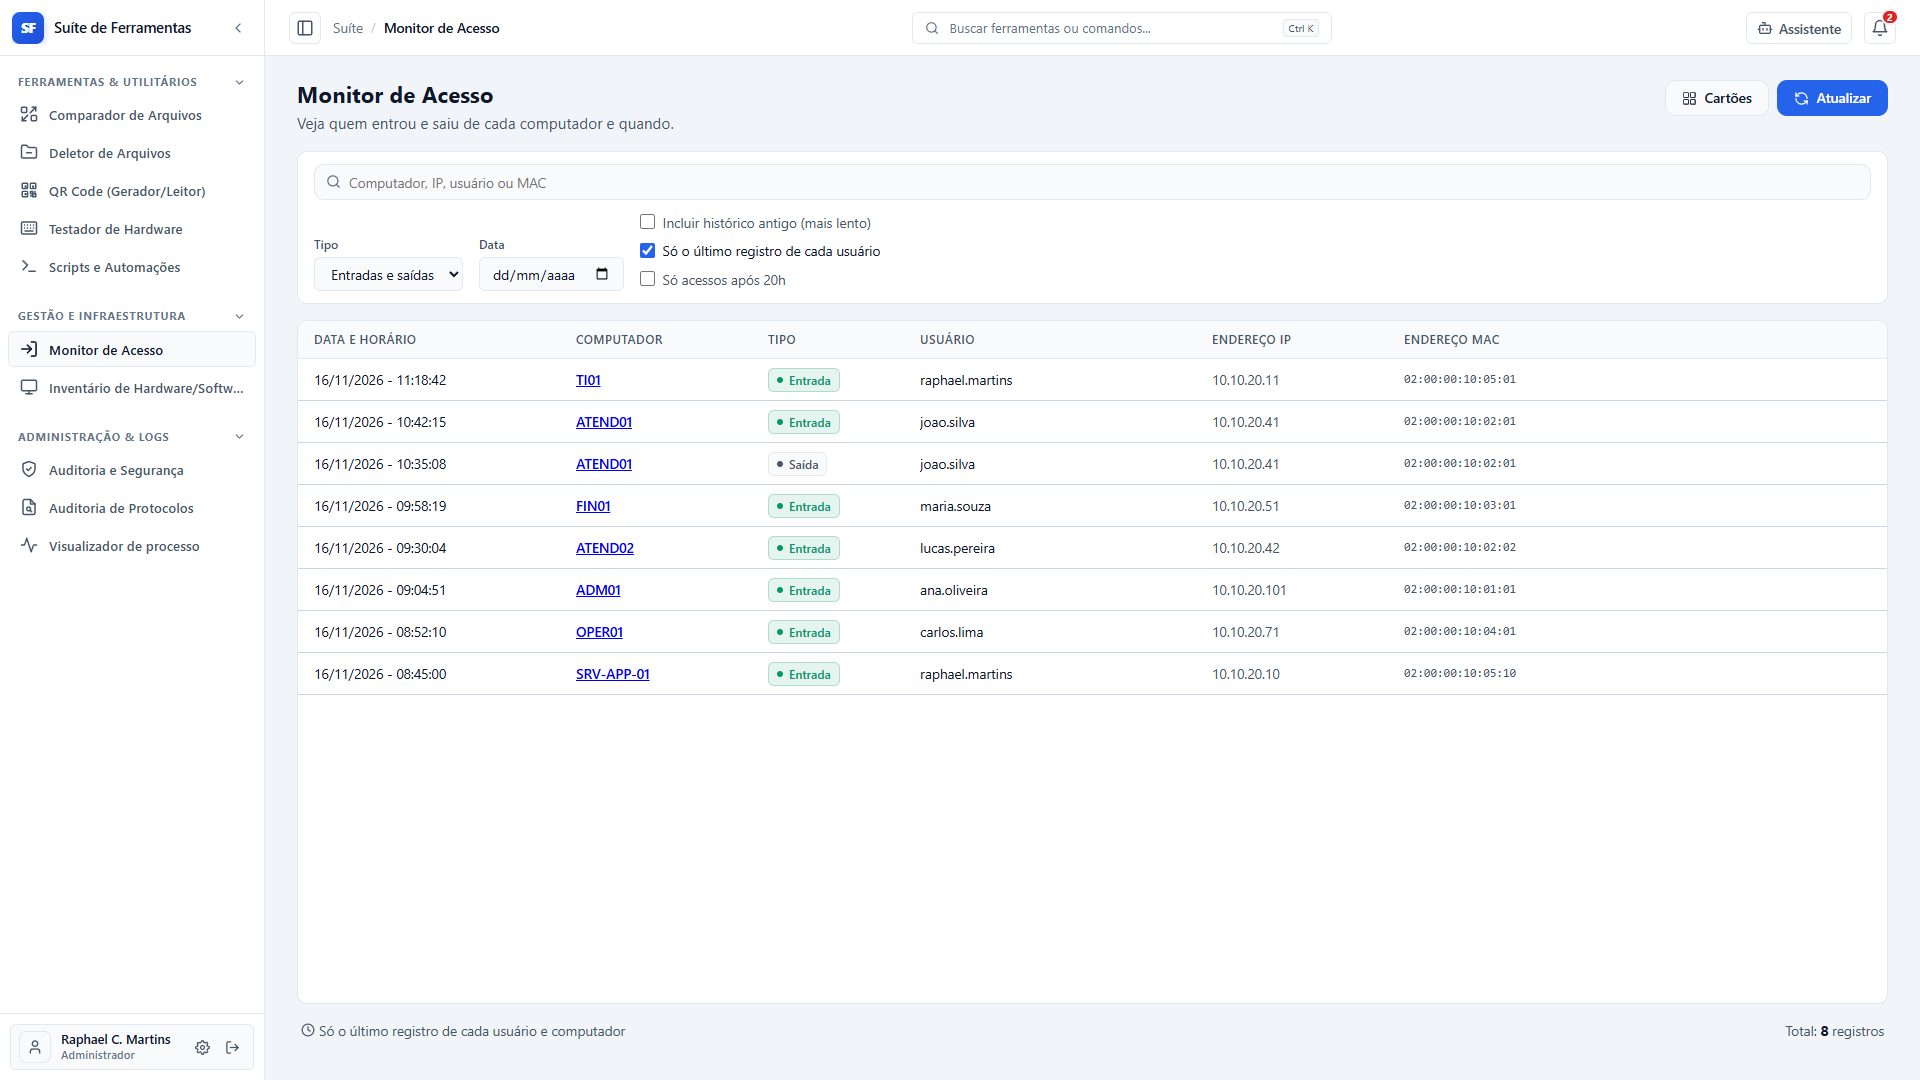 SF Suíte de Ferramentas
Suíte / Monitor de Acesso
Buscar ferramentas ou comandos... Ctrl K
Assistente
2
FERRAMENTAS & UTILITÁRIOS
Comparador de Arquivos
Deletor de Arquivos
QR Code (Gerador/Leitor)
Testador de Hardware
Scripts e Automações
GESTÃO E INFRAESTRUTURA
Monitor de Acesso
Inventário de Hardware/Softw...
ADMINISTRAÇÃO & LOGS
Auditoria e Segurança
Auditoria de Protocolos
Visualizador de processo
Raphael C. Martins
Administrador
Monitor de Acesso
Veja quem entrou e saiu de cada computador e quando.
Cartões
Atualizar
Computador, IP, usuário ou MAC
Tipo
Entradas e saídas
Data
dd/mm/aaaa
Incluir histórico antigo (mais lento)
Só o último registro de cada usuário
Só acessos após 20h
DATA E HORÁRIO COMPUTADOR TIPO USUÁRIO ENDEREÇO IP ENDEREÇO MAC
16/11/2026 - 11:18:42 TI01 Entrada raphael.martins 10.10.20.11 02:00:00:10:05:01
16/11/2026 - 10:42:15 ATEND01 Entrada joao.silva 10.10.20.41 02:00:00:10:02:01
16/11/2026 - 10:35:08 ATEND01 Saída joao.silva 10.10.20.41 02:00:00:10:02:01
16/11/2026 - 09:58:19 FIN01 Entrada maria.souza 10.10.20.51 02:00:00:10:03:01
16/11/2026 - 09:30:04 ATEND02 Entrada lucas.pereira 10.10.20.42 02:00:00:10:02:02
16/11/2026 - 09:04:51 ADM01 Entrada ana.oliveira 10.10.20.101 02:00:00:10:01:01
16/11/2026 - 08:52:10 OPER01 Entrada carlos.lima 10.10.20.71 02:00:00:10:04:01
16/11/2026 - 08:45:00 SRV-APP-01 Entrada raphael.martins 10.10.20.10 02:00:00:10:05:10
Só o último registro de cada usuário e computador
Total: 8 registros